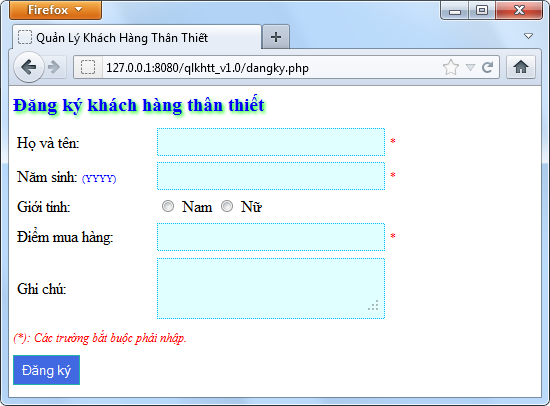 Firefox
Quản Lý Khách Hàng Thân Thiết
127.0.0.1:8080/qlkhtt_v1.0/dangky.php
Đăng ký khách hàng thân thiết
Họ và tên: *
Năm sinh: (YYYY) *
Giới tính: Nam Nữ
Điểm mua hàng: *
Ghi chú:
(*): Các trường bắt buộc phải nhập.
Đăng ký